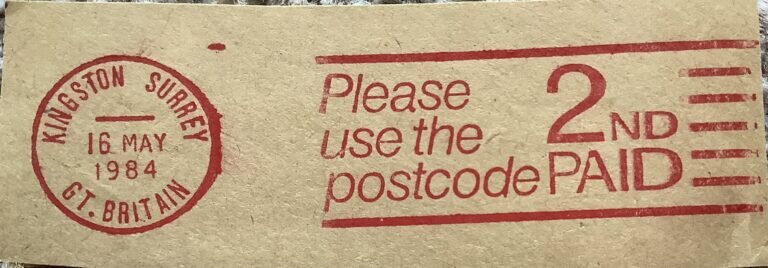 KINGSTON SURREY
16 MAY
1984
GT. BRITAIN
Please
use the
postcode
2ND
PAID